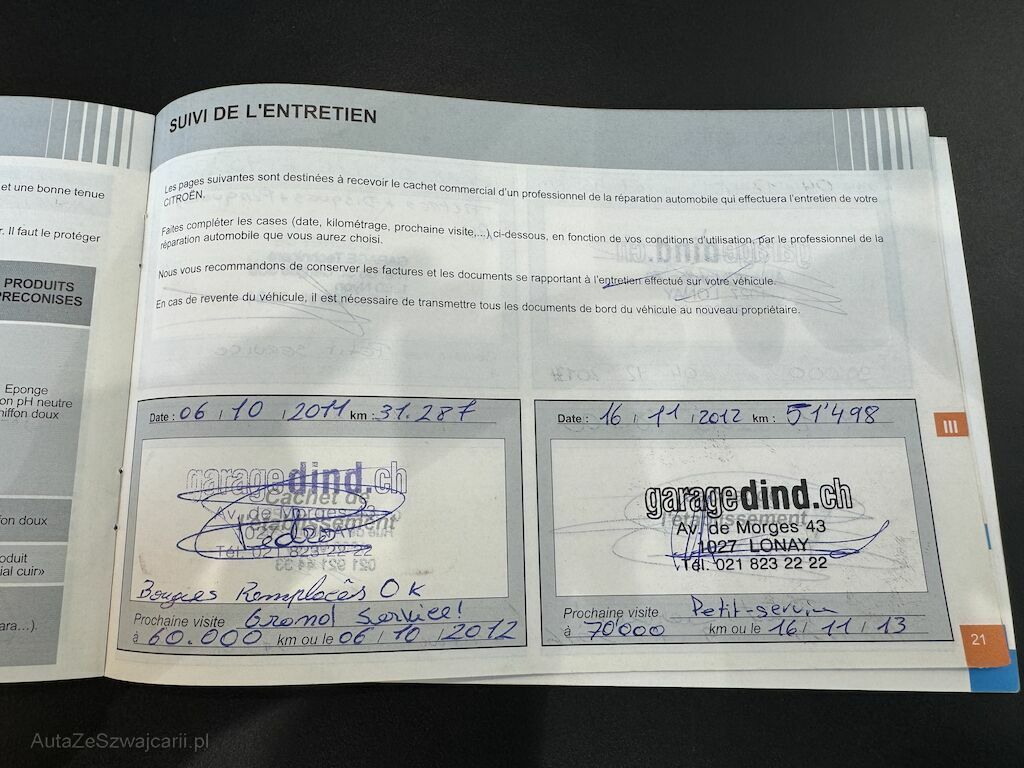 SUIVI DE L'ENTRETIEN
Les pages suivantes sont destinées à recevoir le cachet commercial d'un professionnel de la réparation automobile qui effectuera l'entretien de votre
CITROËN.
Faites compléter les cases (date, kilométrage, prochaine visite,...) ci-dessous, en fonction de vos conditions d'utilisation, par le professionnel de la
réparation automobile que vous aurez choisi.
Nous vous recommandons de conserver les factures et les documents se rapportant à l'entretien effectué sur votre véhicule.
En cas de revente du véhicule, il est nécessaire de transmettre tous les documents de bord du véhicule au nouveau propriétaire.
et une bonne tenue
r. Il faut le protéger
PRODUITS
PRECONISES
Eponge
on pH neutre
hiffon doux
fon doux
oduit
ial cuir»
ara…).
Date : 06 / 10 / 2011 km : 31.287
garagedind.ch
Cachet de
l'établissement
Av. de Morges 43
1027 LONAY
Tél. 021 823 22 22
Bougies Remplacés OK
Prochaine visite Grand Service!
à 60.000 km ou le 06 / 10 / 2012
Date : 16 / 11 / 2012 km : 51'498
garagedind.ch
l'établissement
Av. de Morges 43
1027 LONAY
Tél. 021 823 22 22
Prochaine visite Petit-service
à 70'000 km ou le 16 / 11 / 13
III
21
AutaZeSzwajcarii.pl